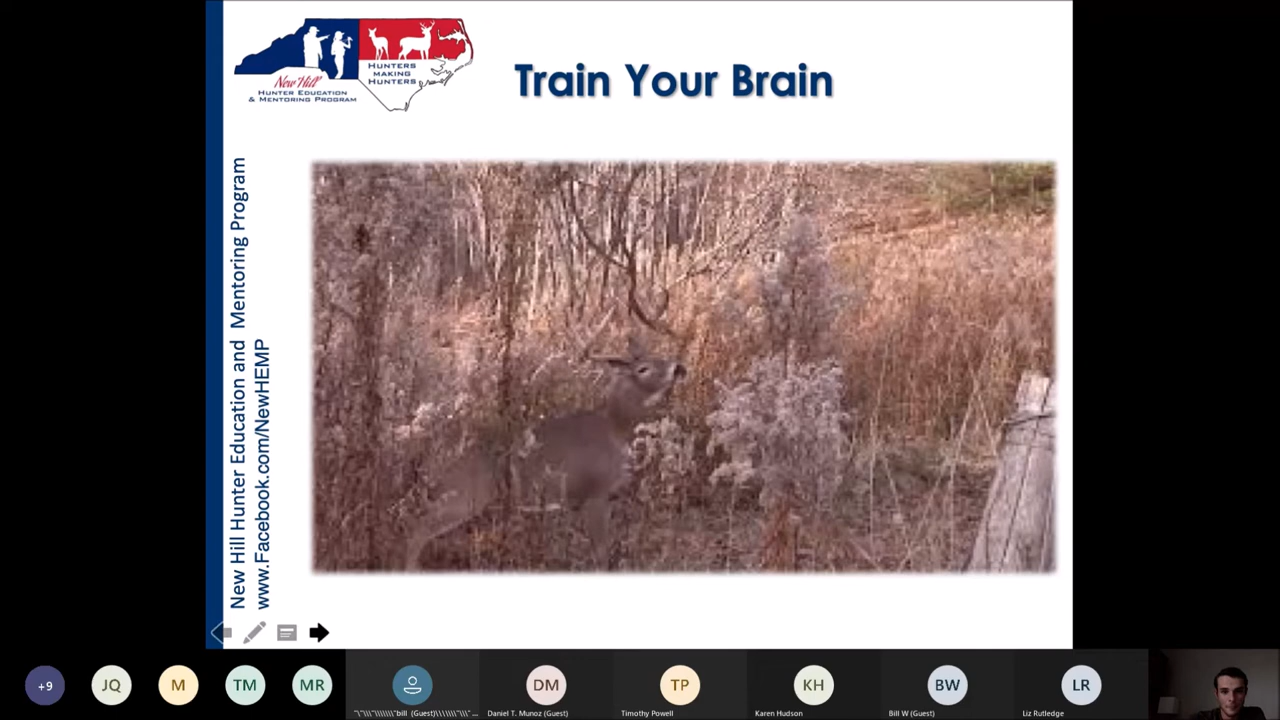 New Hill
HUNTER EDUCATION
& MENTORING PROGRAM
HUNTERS
MAKING
HUNTERS
Train Your Brain
New Hill Hunter Education and Mentoring Program
www.Facebook.com/NewHEMP
+9
JQ
M
TM
MR
DM
TP
KH
BW
LR
"\"\\\"\\\\\\\"bill (Guest)\\\\\\\"\\\" ...
Daniel T. Munoz (Guest)
Timothy Powell
Karen Hudson
Bill W (Guest)
Liz Rutledge